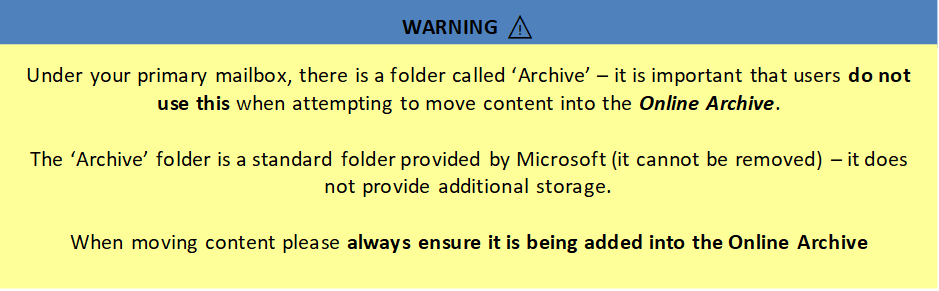 WARNING ⚠
Under your primary mailbox, there is a folder called ‘Archive’ – it is important that users do not
use this when attempting to move content into the Online Archive.
The ‘Archive’ folder is a standard folder provided by Microsoft (it cannot be removed) – it does
not provide additional storage.
When moving content please always ensure it is being added into the Online Archive